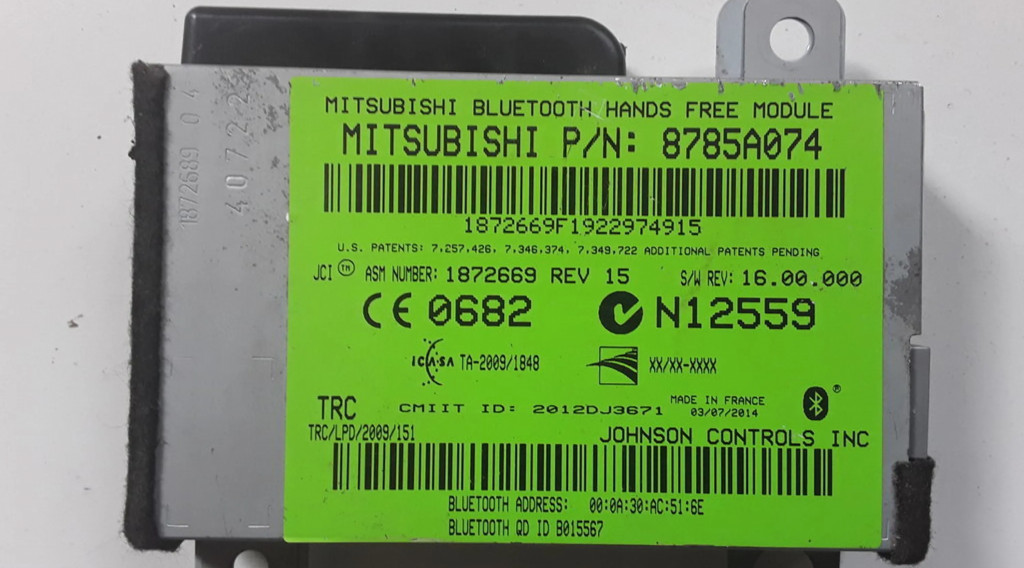 MITSUBISHI BLUETOOTH HANDS FREE MODULE
MITSUBISHI P/N: 8785A074
1872669F1922974915
U.S. PATENTS: 7,257,426, 7,346,374, 7,349,722 ADDITIONAL PATENTS PENDING
JCI TM ASM NUMBER: 1872669 REV 15 S/W REV: 16.00.000
CE 0682 N12559
ICASA TA-2009/1848 XX/XX-XXXX
TRC CMIIT ID: 2012DJ3671 MADE IN FRANCE
03/07/2014
®
TRC/LPD/2009/151 JOHNSON CONTROLS INC
BLUETOOTH ADDRESS: 00:0A:30:AC:51:6E
BLUETOOTH QD ID B015567
1872689 04
40722